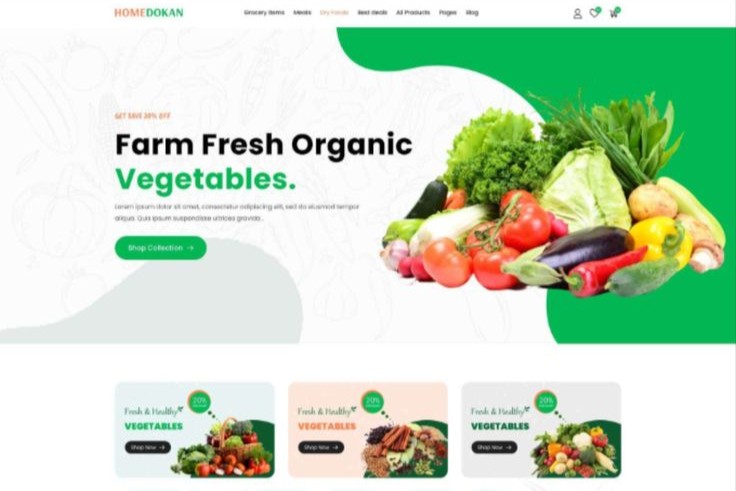 HOMEDOKAN
Grocery Items Meals Dry Foods Best deals All Products Pages Blog
GET SAVE 20% OFF
Farm Fresh Organic
Vegetables.
Lorem ipsum dolor sit amet, consectetur adipiscing elit, sed do eiusmod tempor
aliqua. Quis ipsum suspendisse ultrices gravida..
Shop Collection →
20%
Fresh & Healthy
VEGETABLES
Shop Now →
20%
Fresh & Healthy
VEGETABLES
Shop Now →
20%
Fresh & Healthy
VEGETABLES
Shop Now →